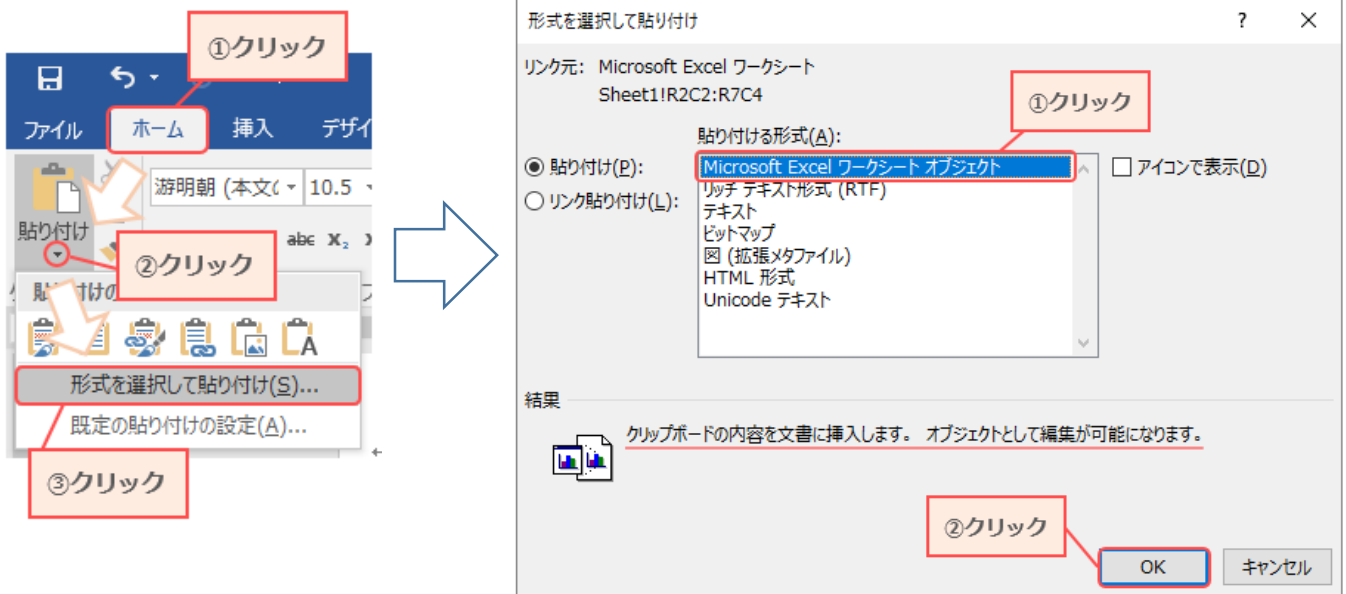 ①クリック
ファイル
ホーム
挿入
デザイ
游明朝 (本文(
10.5
貼り付け
abc X₂
②クリック
形式を選択して貼り付け(S)...
既定の貼り付けの設定(A)...
③クリック
形式を選択して貼り付け
リンク元: Microsoft Excel ワークシート
Sheet1!R2C2:R7C4
①クリック
貼り付ける形式(A):
貼り付け(P):
リンク貼り付け(L):
Microsoft Excel ワークシート オブジェクト
リッチ テキスト形式 (RTF)
テキスト
ビットマップ
図 (拡張メタファイル)
HTML 形式
Unicode テキスト
アイコンで表示(D)
結果
クリップボードの内容を文書に挿入します。 オブジェクトとして編集が可能になります。
②クリック
OK
キャンセル